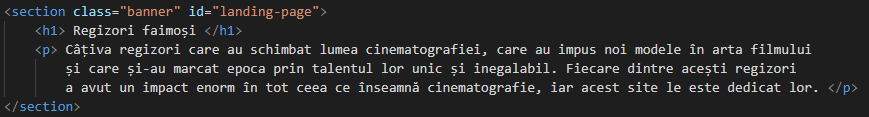 <section class="banner" id="landing-page">
<h1> Regizori faimoși </h1>
<p> Câțiva regizori care au schimbat lumea cinematografiei, care au impus noi modele în arta filmului
și care și-au marcat epoca prin talentul lor unic și inegalabil. Fiecare dintre acești regizori
a avut un impact enorm în tot ceea ce înseamnă cinematografie, iar acest site le este dedicat lor. </p>
</section>